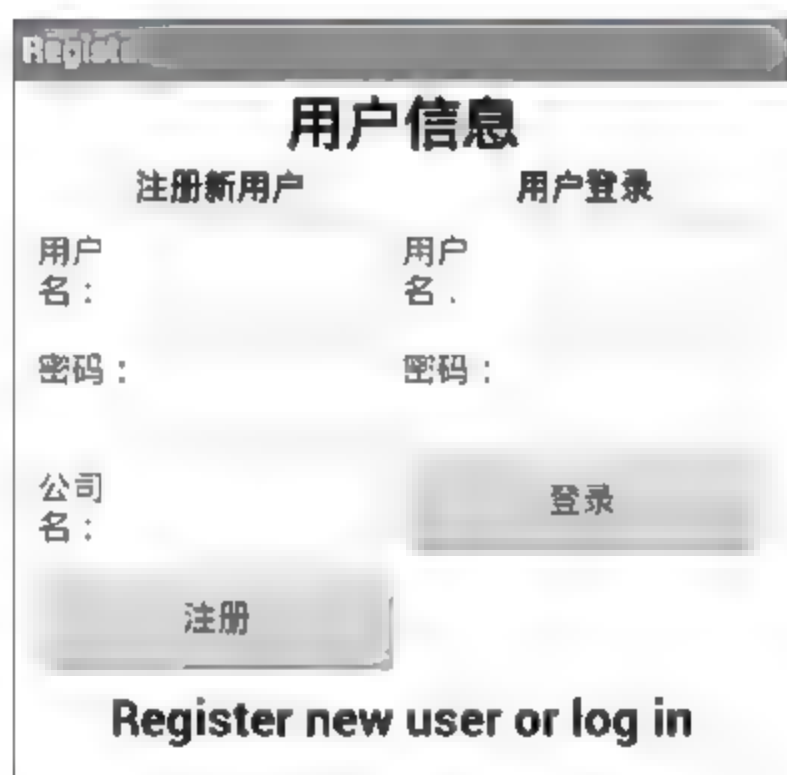 用户信息
注册新用户
用户登录
用户
名：
密码：
公司
名：
注册
用户
名：
密码：
登录
Register new user or log in